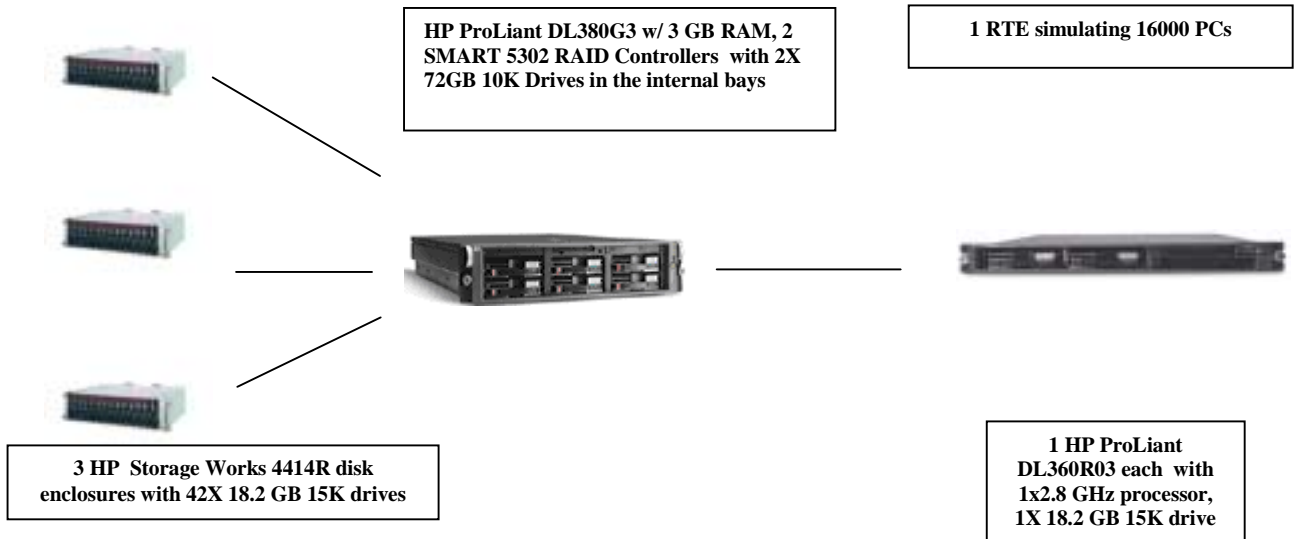 HP ProLiant DL380G3 w/ 3 GB RAM, 2
SMART 5302 RAID Controllers with 2X
72GB 10K Drives in the internal bays
1 RTE simulating 16000 PCs
3 HP Storage Works 4414R disk
enclosures with 42X 18.2 GB 15K drives
1 HP ProLiant
DL360R03 each with
1x2.8 GHz processor,
1X 18.2 GB 15K drive